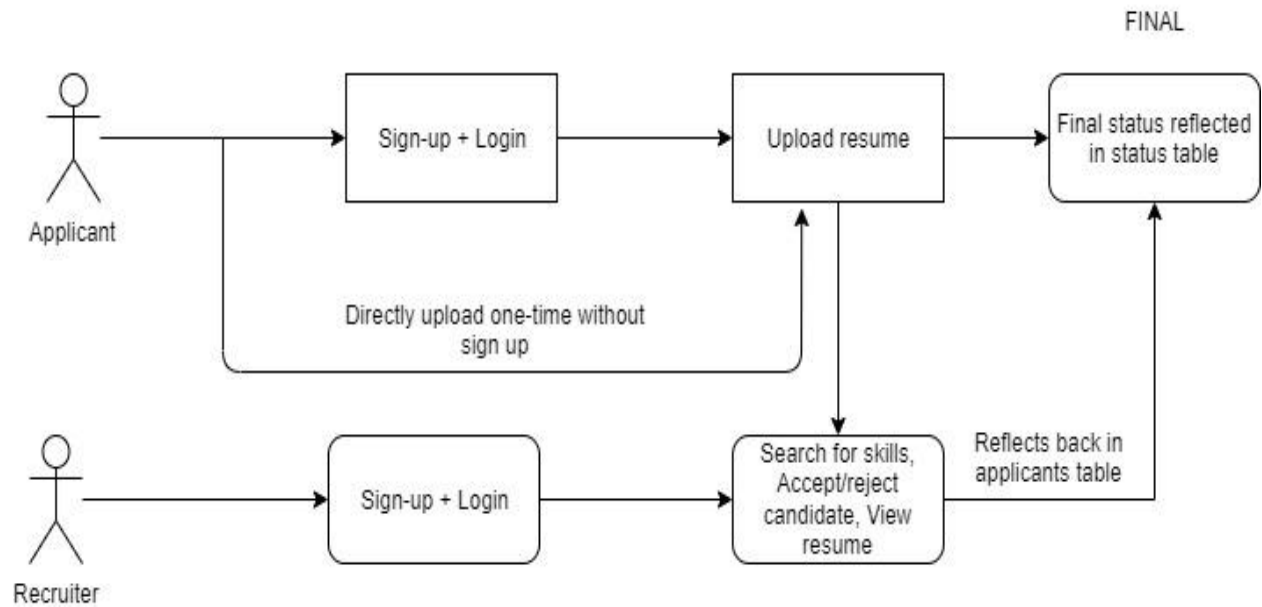 FINAL
Sign-up + Login
Upload resume
Final status reflected
in status table
Applicant
Directly upload one-time without
sign up
Sign-up + Login
Search for skills,
Accept/reject
candidate, View
resume
Reflects back in
applicants table
Recruiter